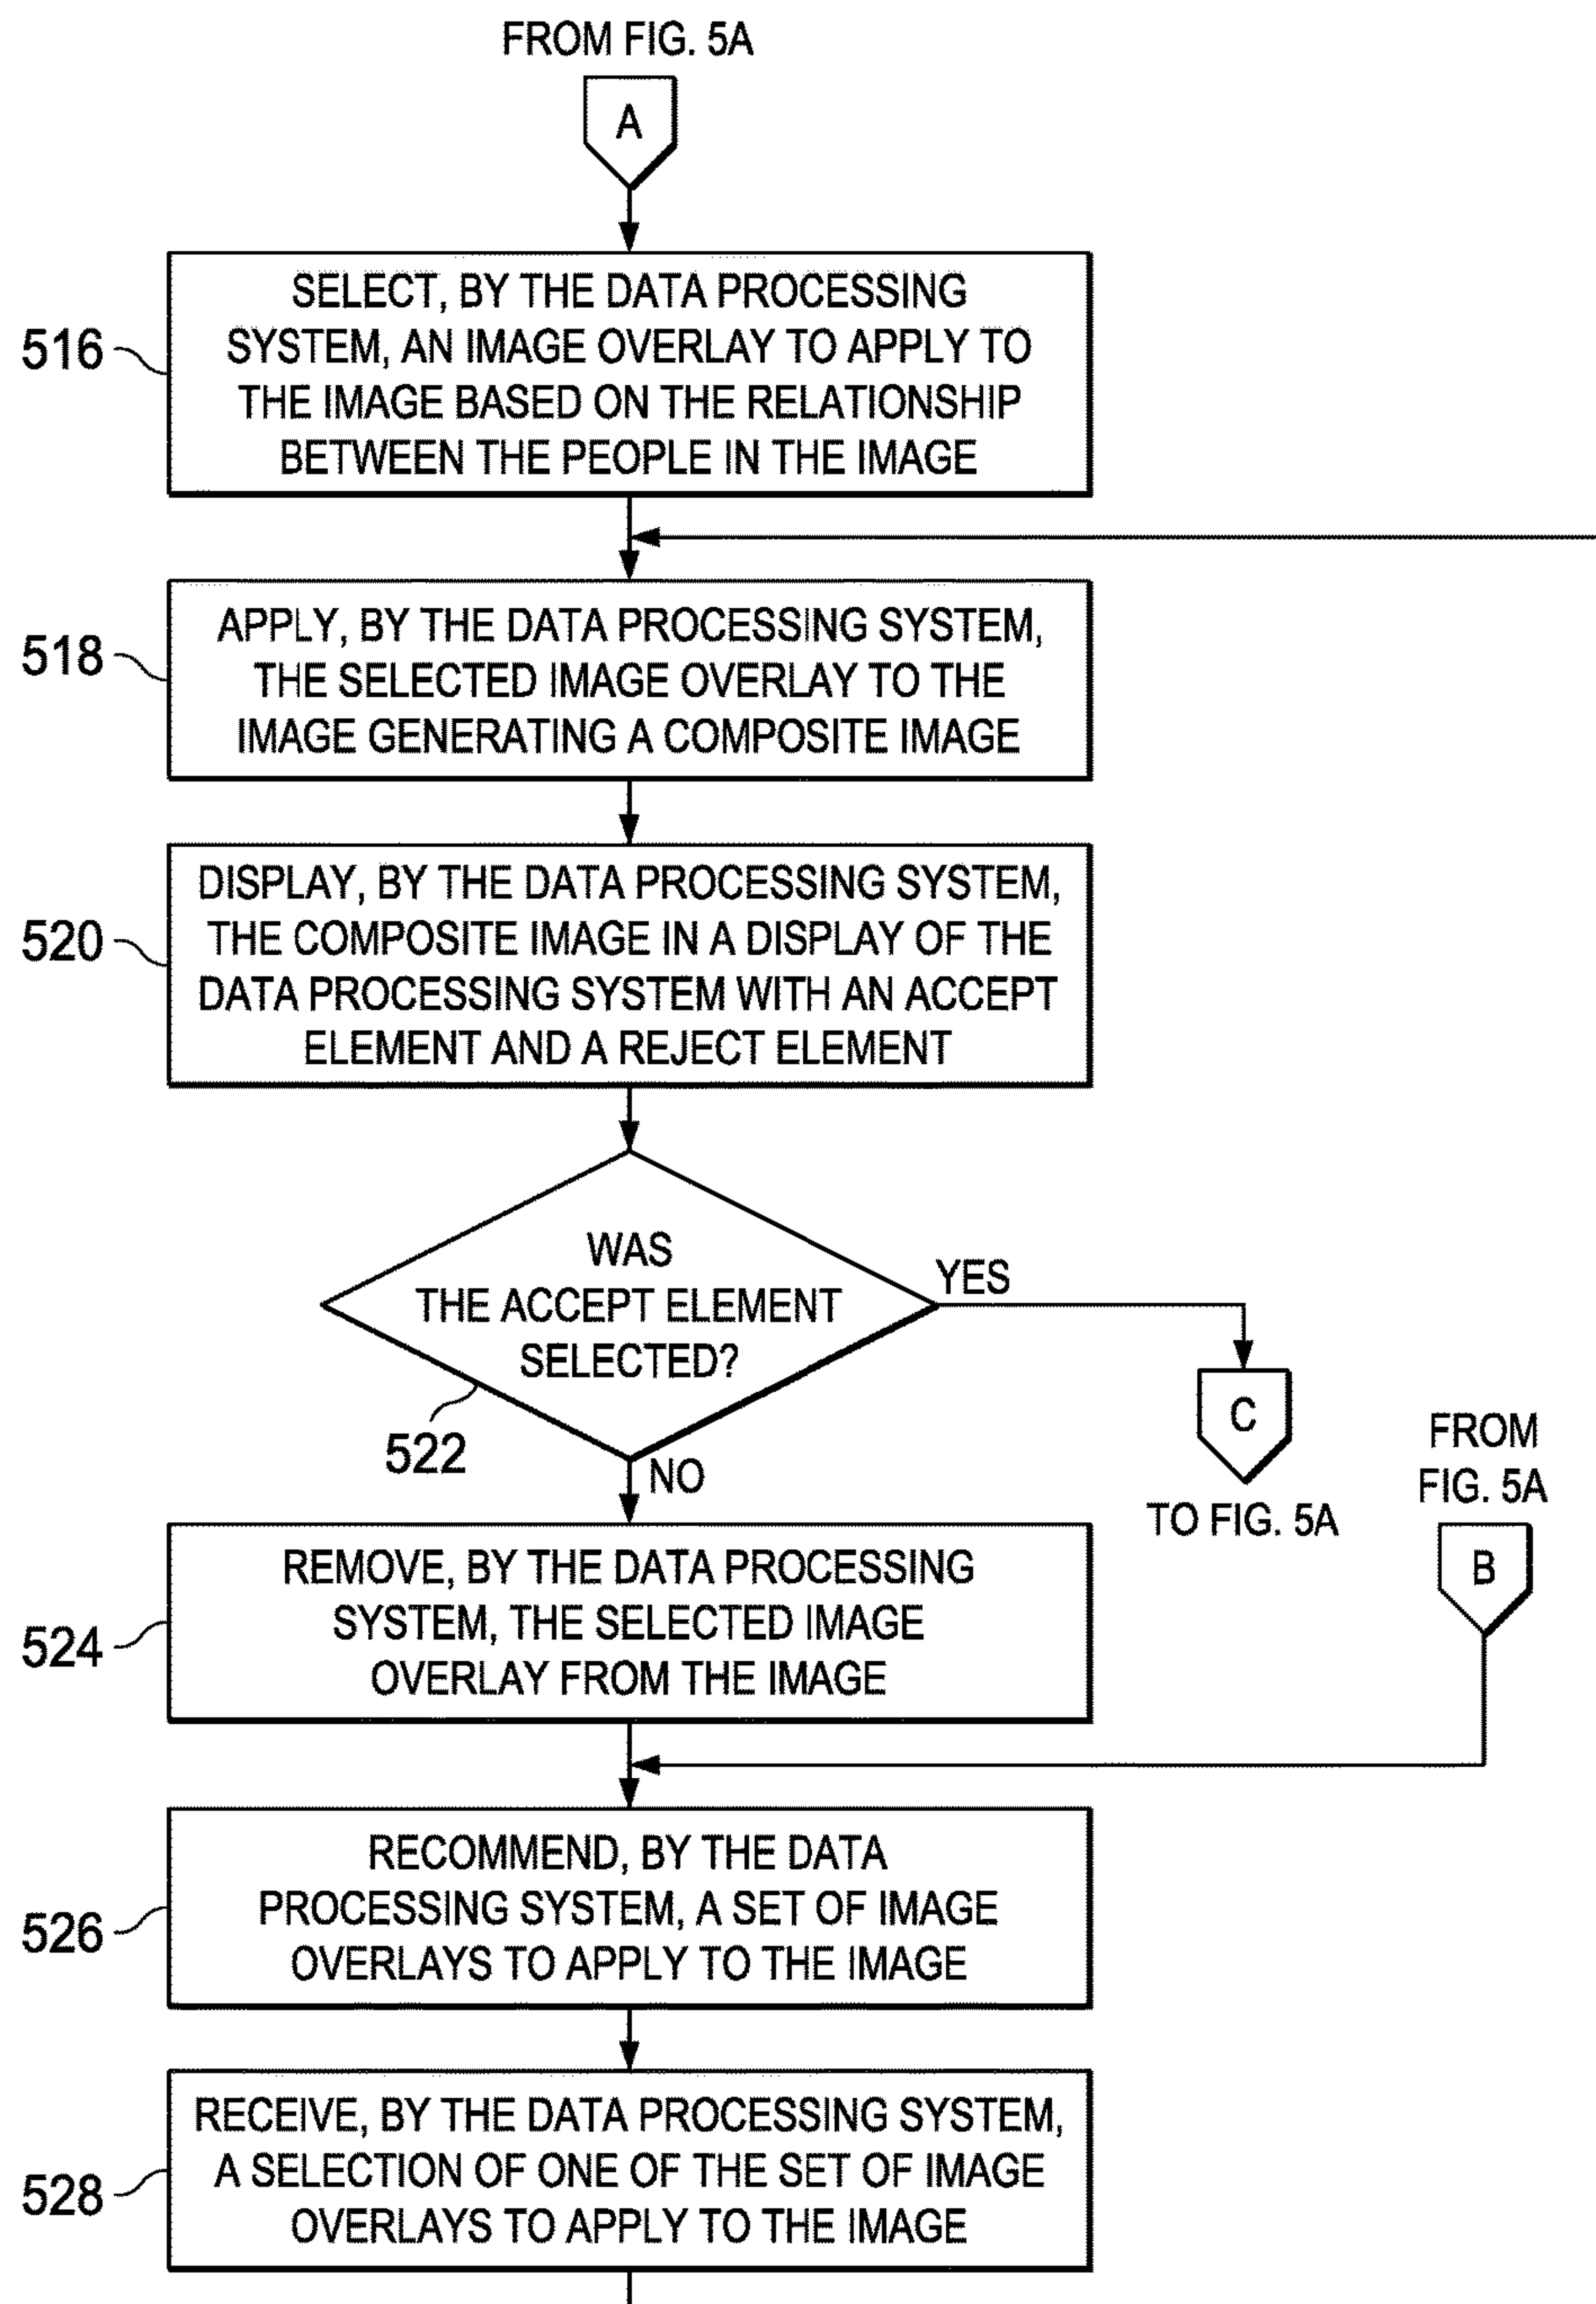 FROM FIG. 5A
A
516
SELECT, BY THE DATA PROCESSING
SYSTEM, AN IMAGE OVERLAY TO APPLY TO
THE IMAGE BASED ON THE RELATIONSHIP
BETWEEN THE PEOPLE IN THE IMAGE
518
APPLY, BY THE DATA PROCESSING SYSTEM,
THE SELECTED IMAGE OVERLAY TO THE
IMAGE GENERATING A COMPOSITE IMAGE
520
DISPLAY, BY THE DATA PROCESSING SYSTEM,
THE COMPOSITE IMAGE IN A DISPLAY OF THE
DATA PROCESSING SYSTEM WITH AN ACCEPT
ELEMENT AND A REJECT ELEMENT
WAS
THE ACCEPT ELEMENT
SELECTED?
522
YES
C
TO FIG. 5A
NO
FROM
FIG. 5A
B
524
REMOVE, BY THE DATA PROCESSING
SYSTEM, THE SELECTED IMAGE
OVERLAY FROM THE IMAGE
526
RECOMMEND, BY THE DATA
PROCESSING SYSTEM, A SET OF IMAGE
OVERLAYS TO APPLY TO THE IMAGE
528
RECEIVE, BY THE DATA PROCESSING SYSTEM,
A SELECTION OF ONE OF THE SET OF IMAGE
OVERLAYS TO APPLY TO THE IMAGE